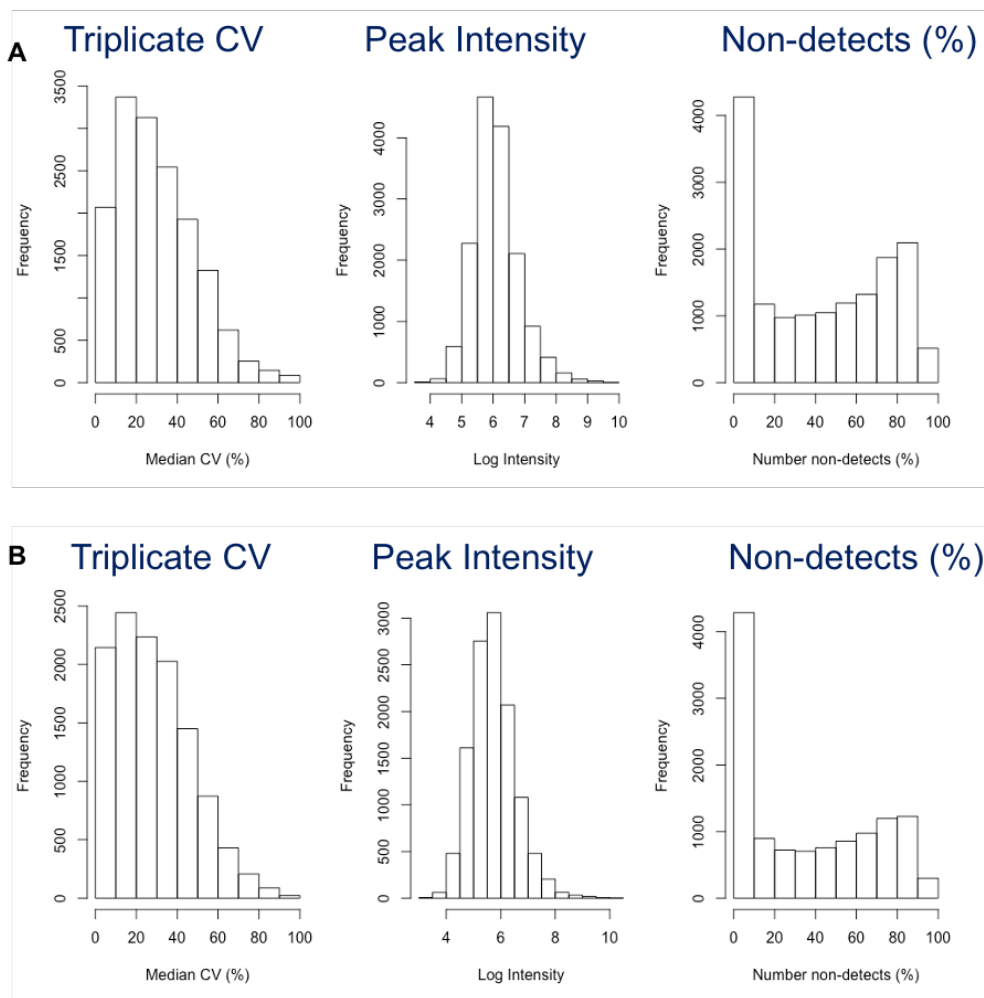 A
Triplicate CV
Peak Intensity
Non-detects (%)
Frequency
3500
2500
1500
500
0
0 20 40 60 80 100
Median CV (%)
Frequency
4000
3000
2000
1000
0
4 5 6 7 8 9 10
Log Intensity
Frequency
4000
3000
2000
1000
0
0 20 40 60 80 100
Number non-detects (%)
B
Triplicate CV
Peak Intensity
Non-detects (%)
Frequency
2500
2000
1500
1000
500
0
0 20 40 60 80 100
Median CV (%)
Frequency
3000
2500
2000
1500
1000
500
0
4 6 8 10
Log Intensity
Frequency
4000
3000
2000
1000
0
0 20 40 60 80 100
Number non-detects (%)